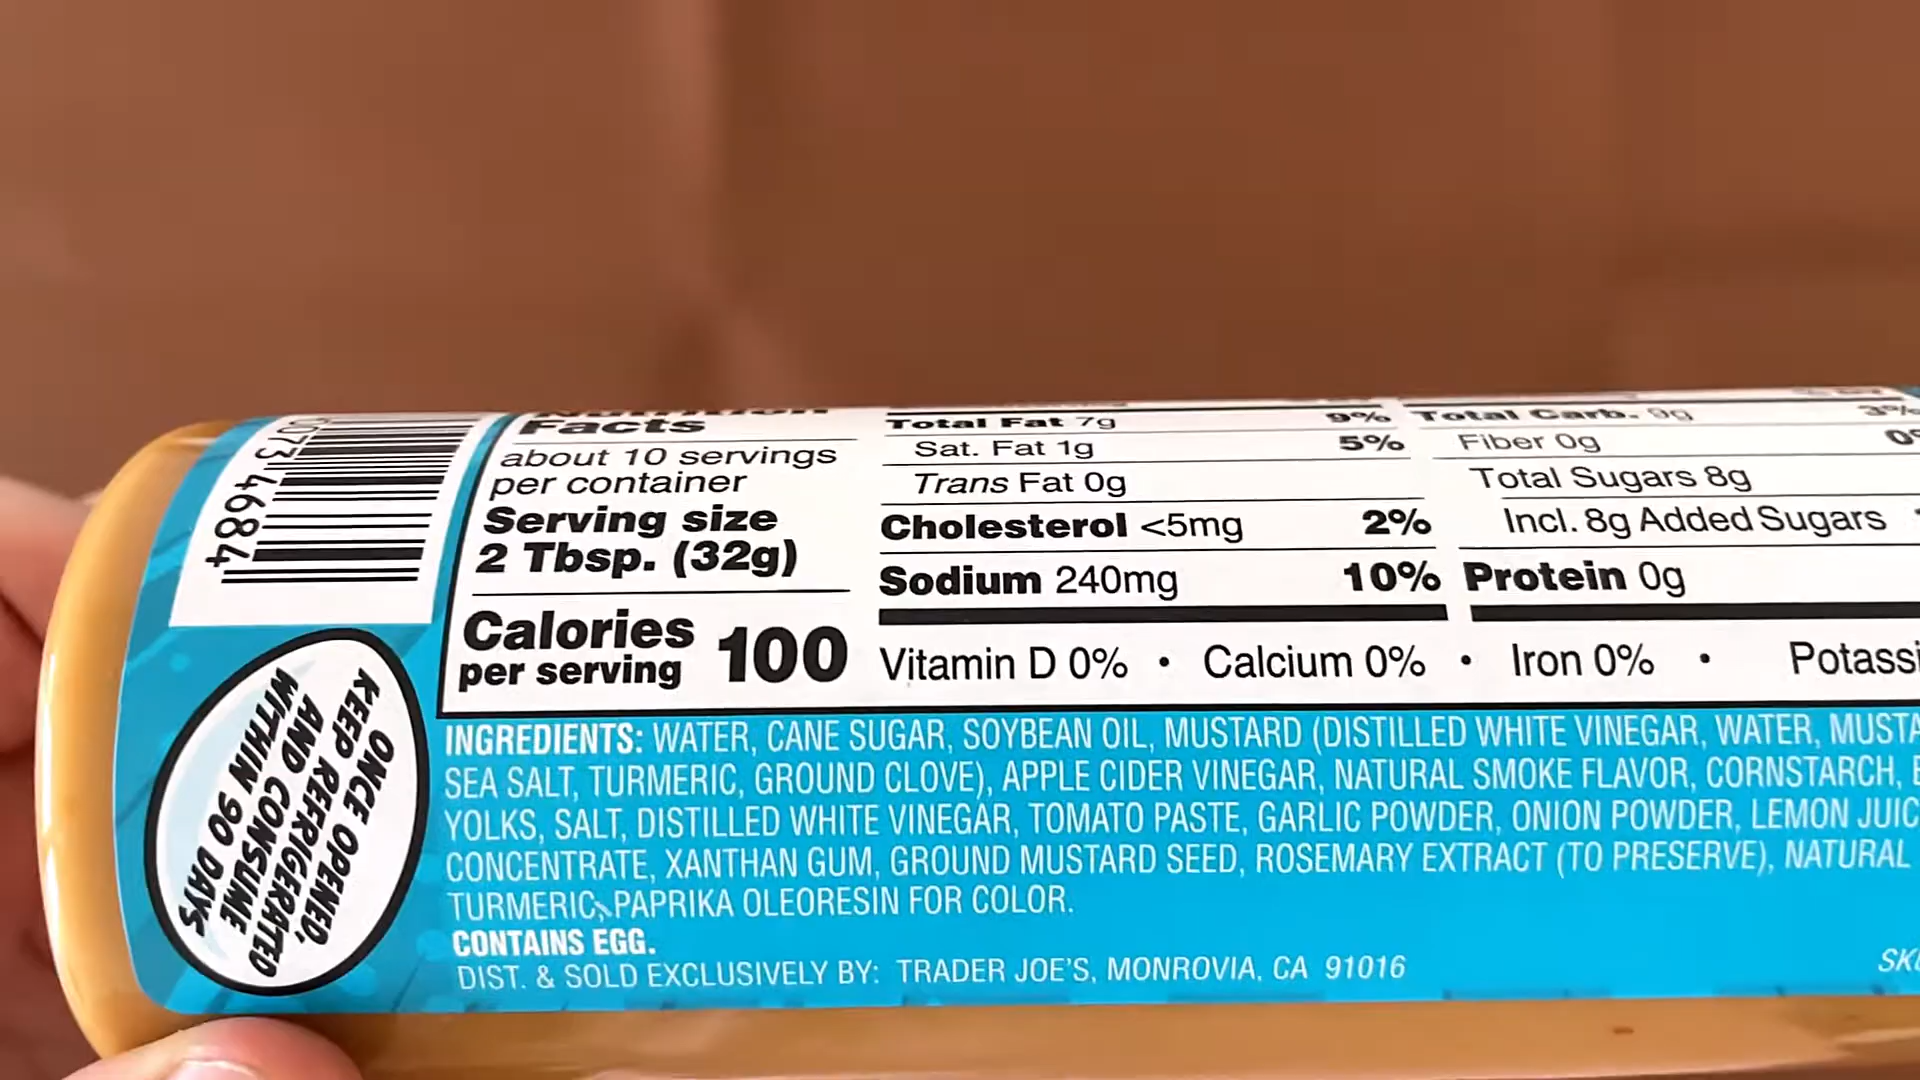 0073 4684
ONCE OPENED,
KEEP REFRIGERATED
AND CONSUME
WITHIN 90 DAYS
Nutrition
Facts
about 10 servings
per container
Serving size
2 Tbsp. (32g)
Calories
per serving 100
Total Fat 7g 9%
Sat. Fat 1g 5%
Trans Fat 0g
Cholesterol <5mg 2%
Sodium 240mg 10%
Total Carb. 9g 3%
Fiber 0g
Total Sugars 8g
Incl. 8g Added Sugars
Protein 0g
Vitamin D 0% • Calcium 0% • Iron 0% • Potassi
INGREDIENTS: WATER, CANE SUGAR, SOYBEAN OIL, MUSTARD (DISTILLED WHITE VINEGAR, WATER, MUSTA
SEA SALT, TURMERIC, GROUND CLOVE), APPLE CIDER VINEGAR, NATURAL SMOKE FLAVOR, CORNSTARCH,
YOLKS, SALT, DISTILLED WHITE VINEGAR, TOMATO PASTE, GARLIC POWDER, ONION POWDER, LEMON JUIC
CONCENTRATE, XANTHAN GUM, GROUND MUSTARD SEED, ROSEMARY EXTRACT (TO PRESERVE), NATURAL
TURMERIC, PAPRIKA OLEORESIN FOR COLOR.
CONTAINS EGG.
DIST. & SOLD EXCLUSIVELY BY: TRADER JOE'S, MONROVIA, CA 91016